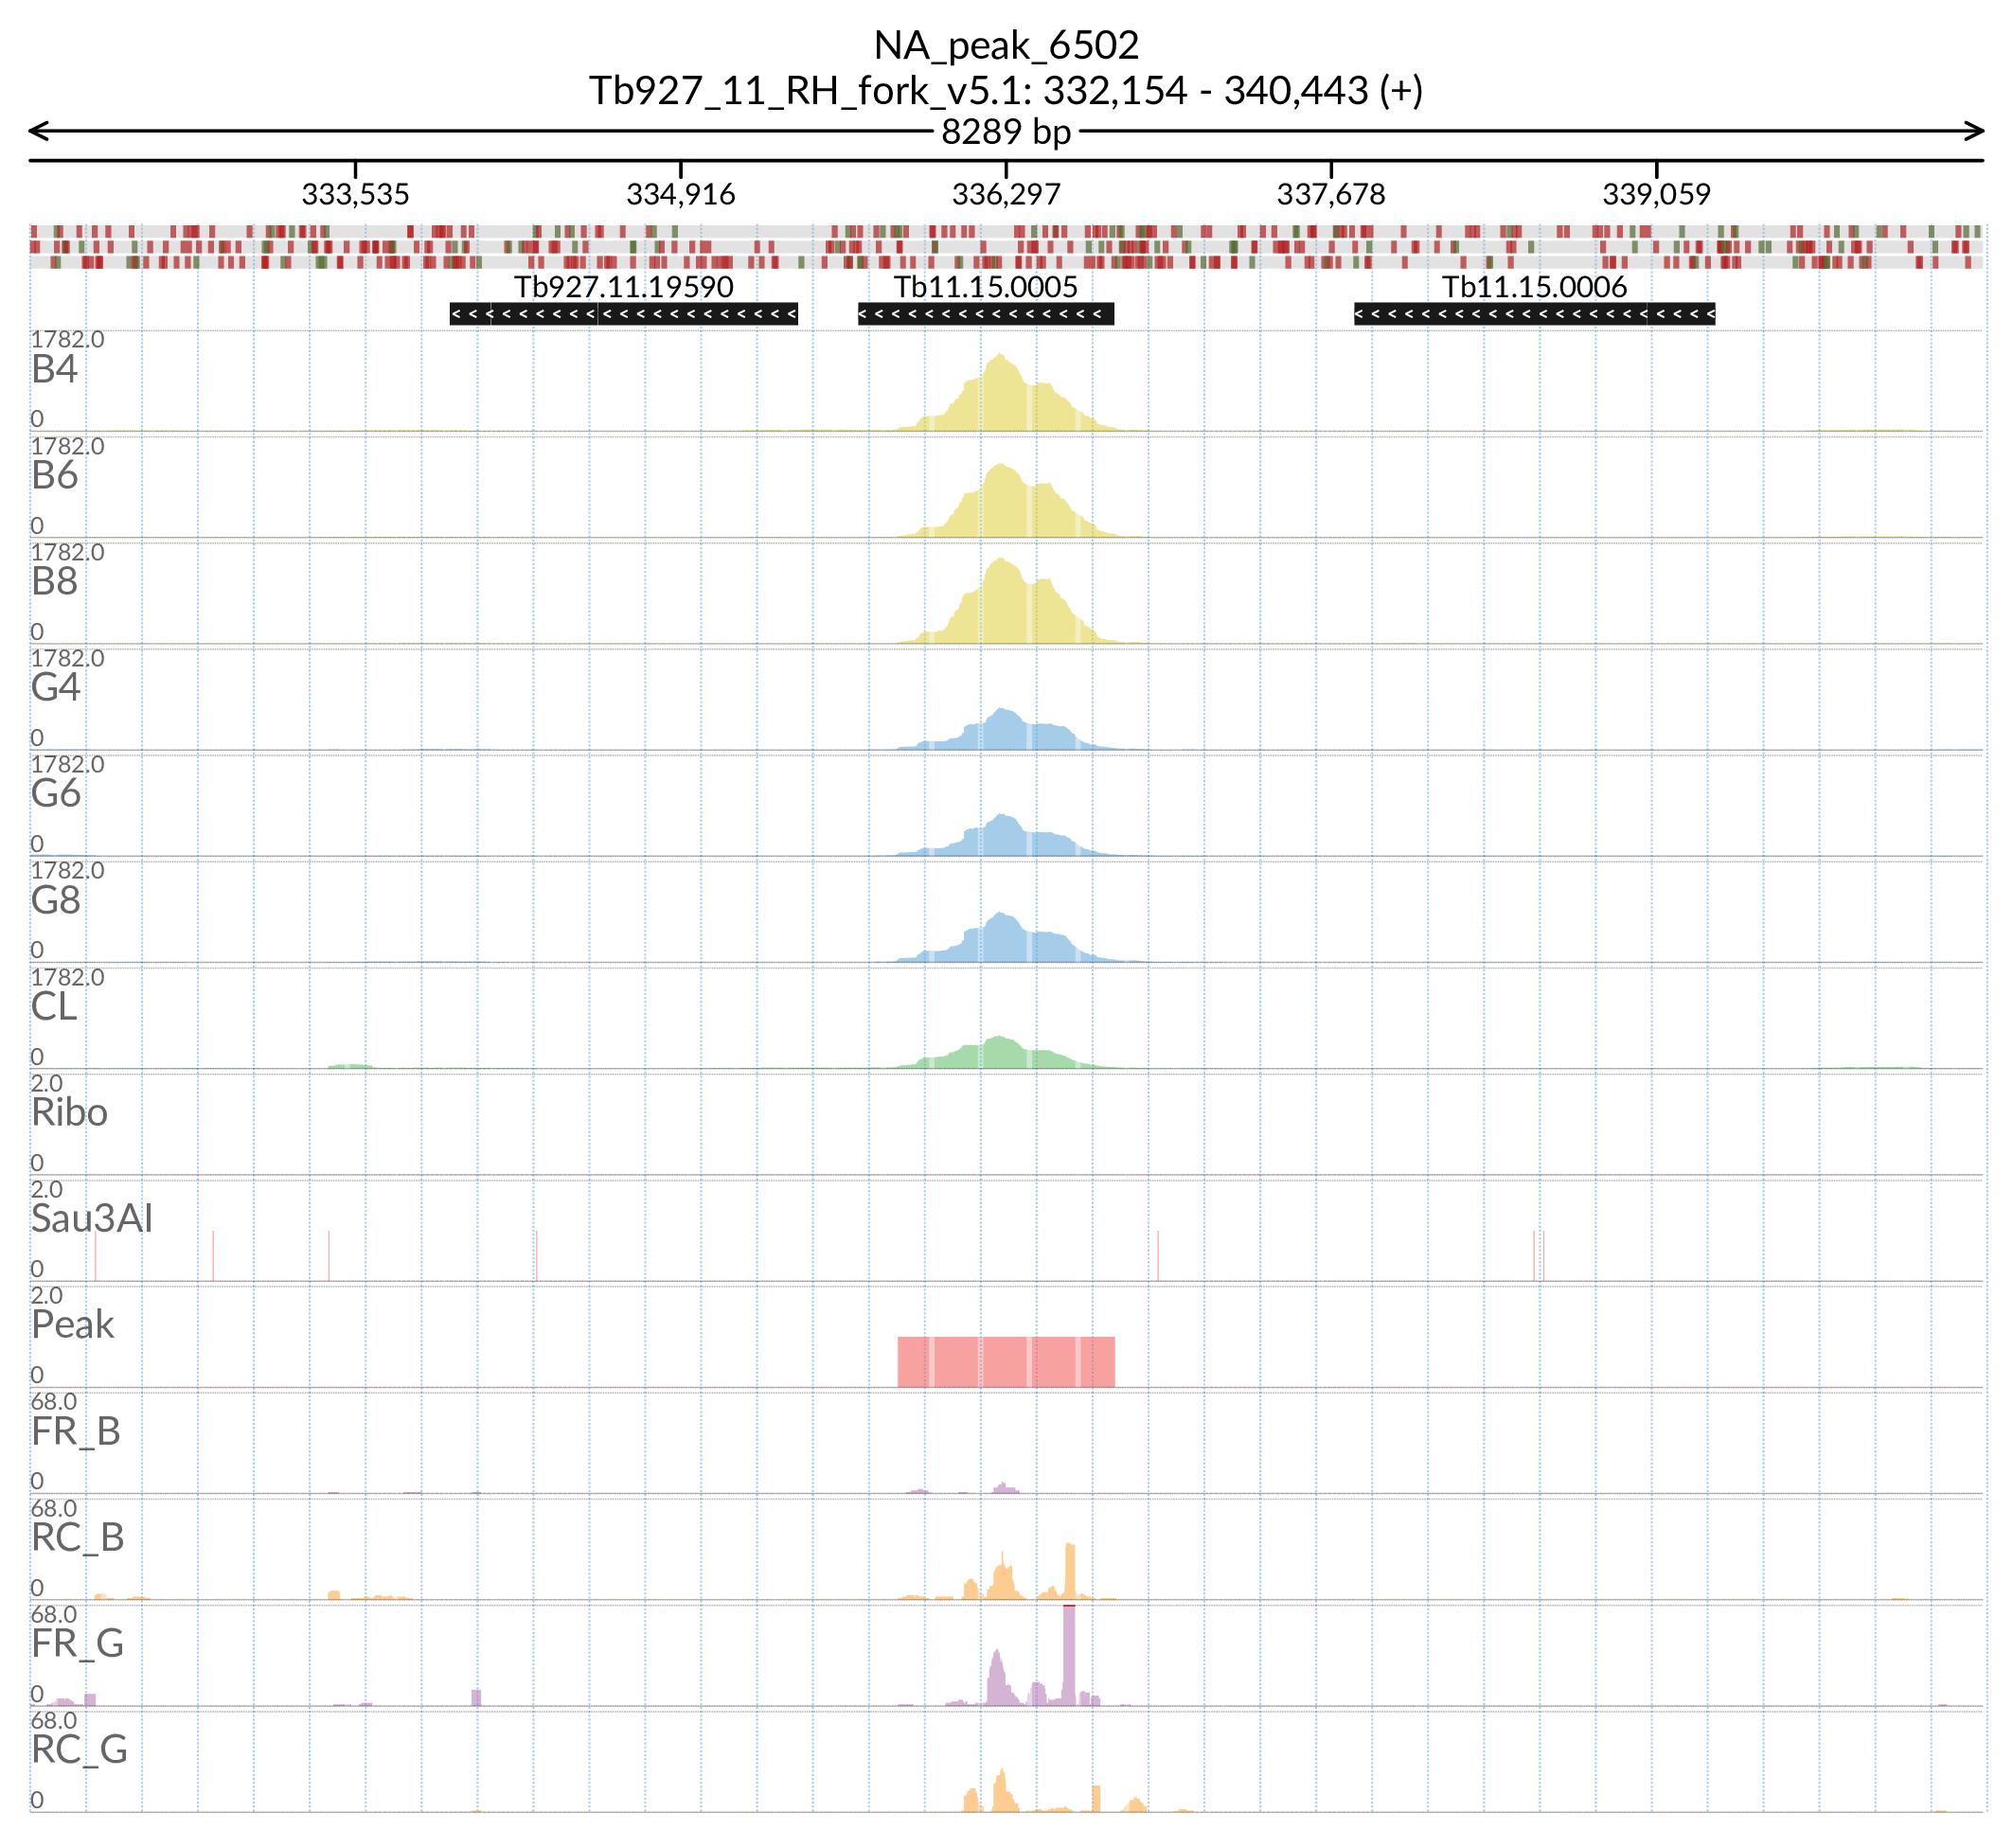 NA_peak_6502
Tb927_11_RH_fork_v5.1: 332,154 - 340,443 (+)
8289 bp
333,535 334,916 336,297 337,678 339,059
Tb927.11.19590 Tb11.15.0005 Tb11.15.0006
1782.0
B4
0
1782.0
B6
0
1782.0
B8
0
1782.0
G4
0
1782.0
G6
0
1782.0
G8
0
1782.0
CL
0
2.0
Ribo
0
2.0
Sau3AI
0
2.0
Peak
0
68.0
FR_B
0
68.0
RC_B
0
68.0
FR_G
0
68.0
RC_G
0